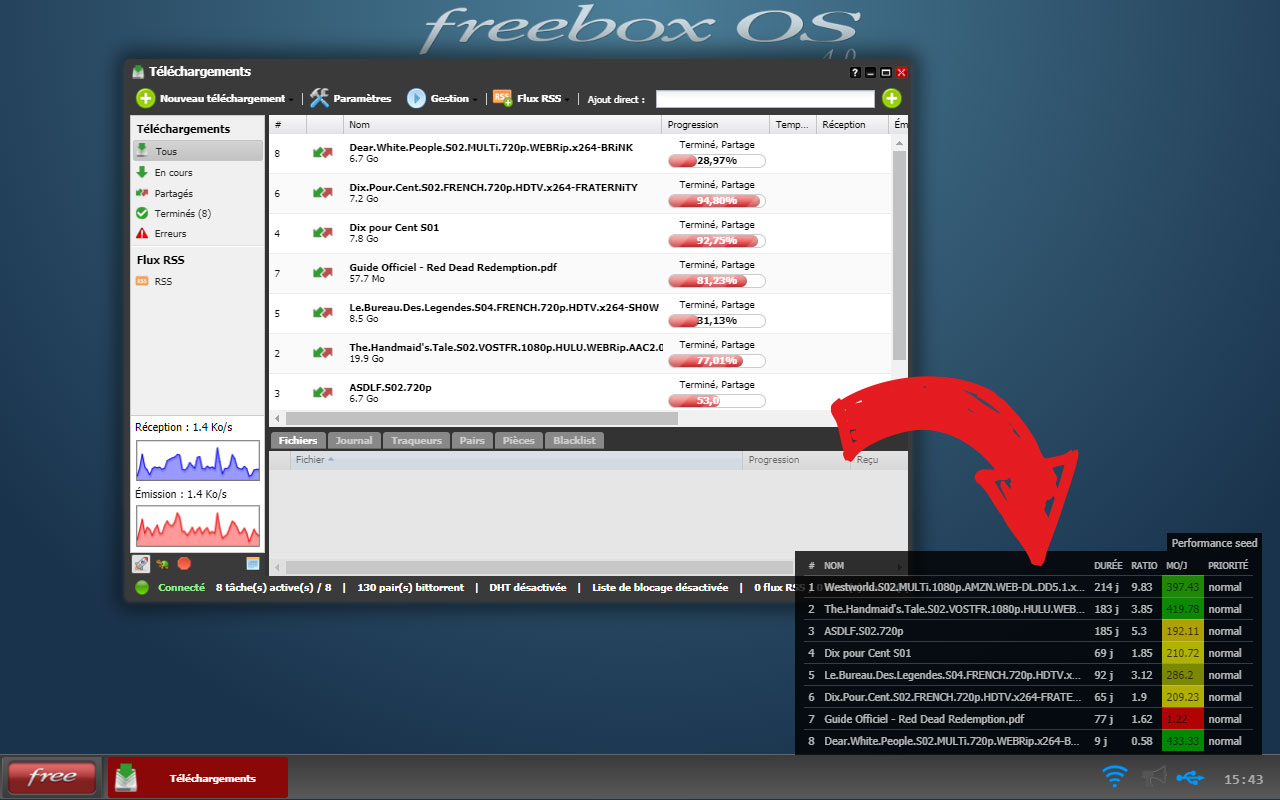 freebox OS
4.0
Téléchargements
Nouveau téléchargement
Paramètres
Gestion
RSS
Flux RSS
Ajout direct :
Téléchargements
Tous
En cours
Partagés
Terminés (8)
Erreurs
Flux RSS
RSS
Réception : 1.4 Ko/s
Émission : 1.4 Ko/s
# Nom Progression Temp... Réception Ém
8 Dear.White.People.S02.MULTi.720p.WEBRip.x264-BRiNK Terminé, Partage
6.7 Go 28,97%
6 Dix.Pour.Cent.S02.FRENCH.720p.HDTV.x264-FRATERNiTY Terminé, Partage
7.2 Go 94,80%
4 Dix pour Cent S01 Terminé, Partage
7.8 Go 92,75%
7 Guide Officiel - Red Dead Redemption.pdf Terminé, Partage
57.7 Mo 81,23%
5 Le.Bureau.Des.Legendes.S04.FRENCH.720p.HDTV.x264-SH0W Terminé, Partage
8.5 Go 31,13%
2 The.Handmaid's.Tale.S02.VOSTFR.1080p.HULU.WEBRip.AAC2.0 Terminé, Partage
19.9 Go 77,01%
3 ASDLF.S02.720p Terminé, Partage
6.7 Go 53,0
Fichiers Journal Traqueurs Pairs Pièces Blacklist
Fichier Progression Reçu
Connecté 8 tâche(s) active(s) / 8 | 130 pair(s) bittorrent | DHT désactivée | Liste de blocage désactivée | 0 flux RSS
Performance seed
# NOM DURÉE RATIO MO/J PRIORITÉ
1 Westworld.S02.MULTi.1080p.AMZN.WEB-DL.DD5.1.x... 214 j 9.83 397.43 normal
2 The.Handmaid's.Tale.S02.VOSTFR.1080p.HULU.WEB... 183 j 3.85 419.78 normal
3 ASDLF.S02.720p 185 j 5.3 192.11 normal
4 Dix pour Cent S01 69 j 1.85 210.72 normal
5 Le.Bureau.Des.Legendes.S04.FRENCH.720p.HDTV.x... 92 j 3.12 286.2 normal
6 Dix.Pour.Cent.S02.FRENCH.720p.HDTV.x264-FRATE... 65 j 1.9 209.23 normal
7 Guide Officiel - Red Dead Redemption.pdf 77 j 1.62 1.22 normal
8 Dear.White.People.S02.MULTi.720p.WEBRip.x264-B... 9 j 0.58 433.33 normal
free
Téléchargements
15:43